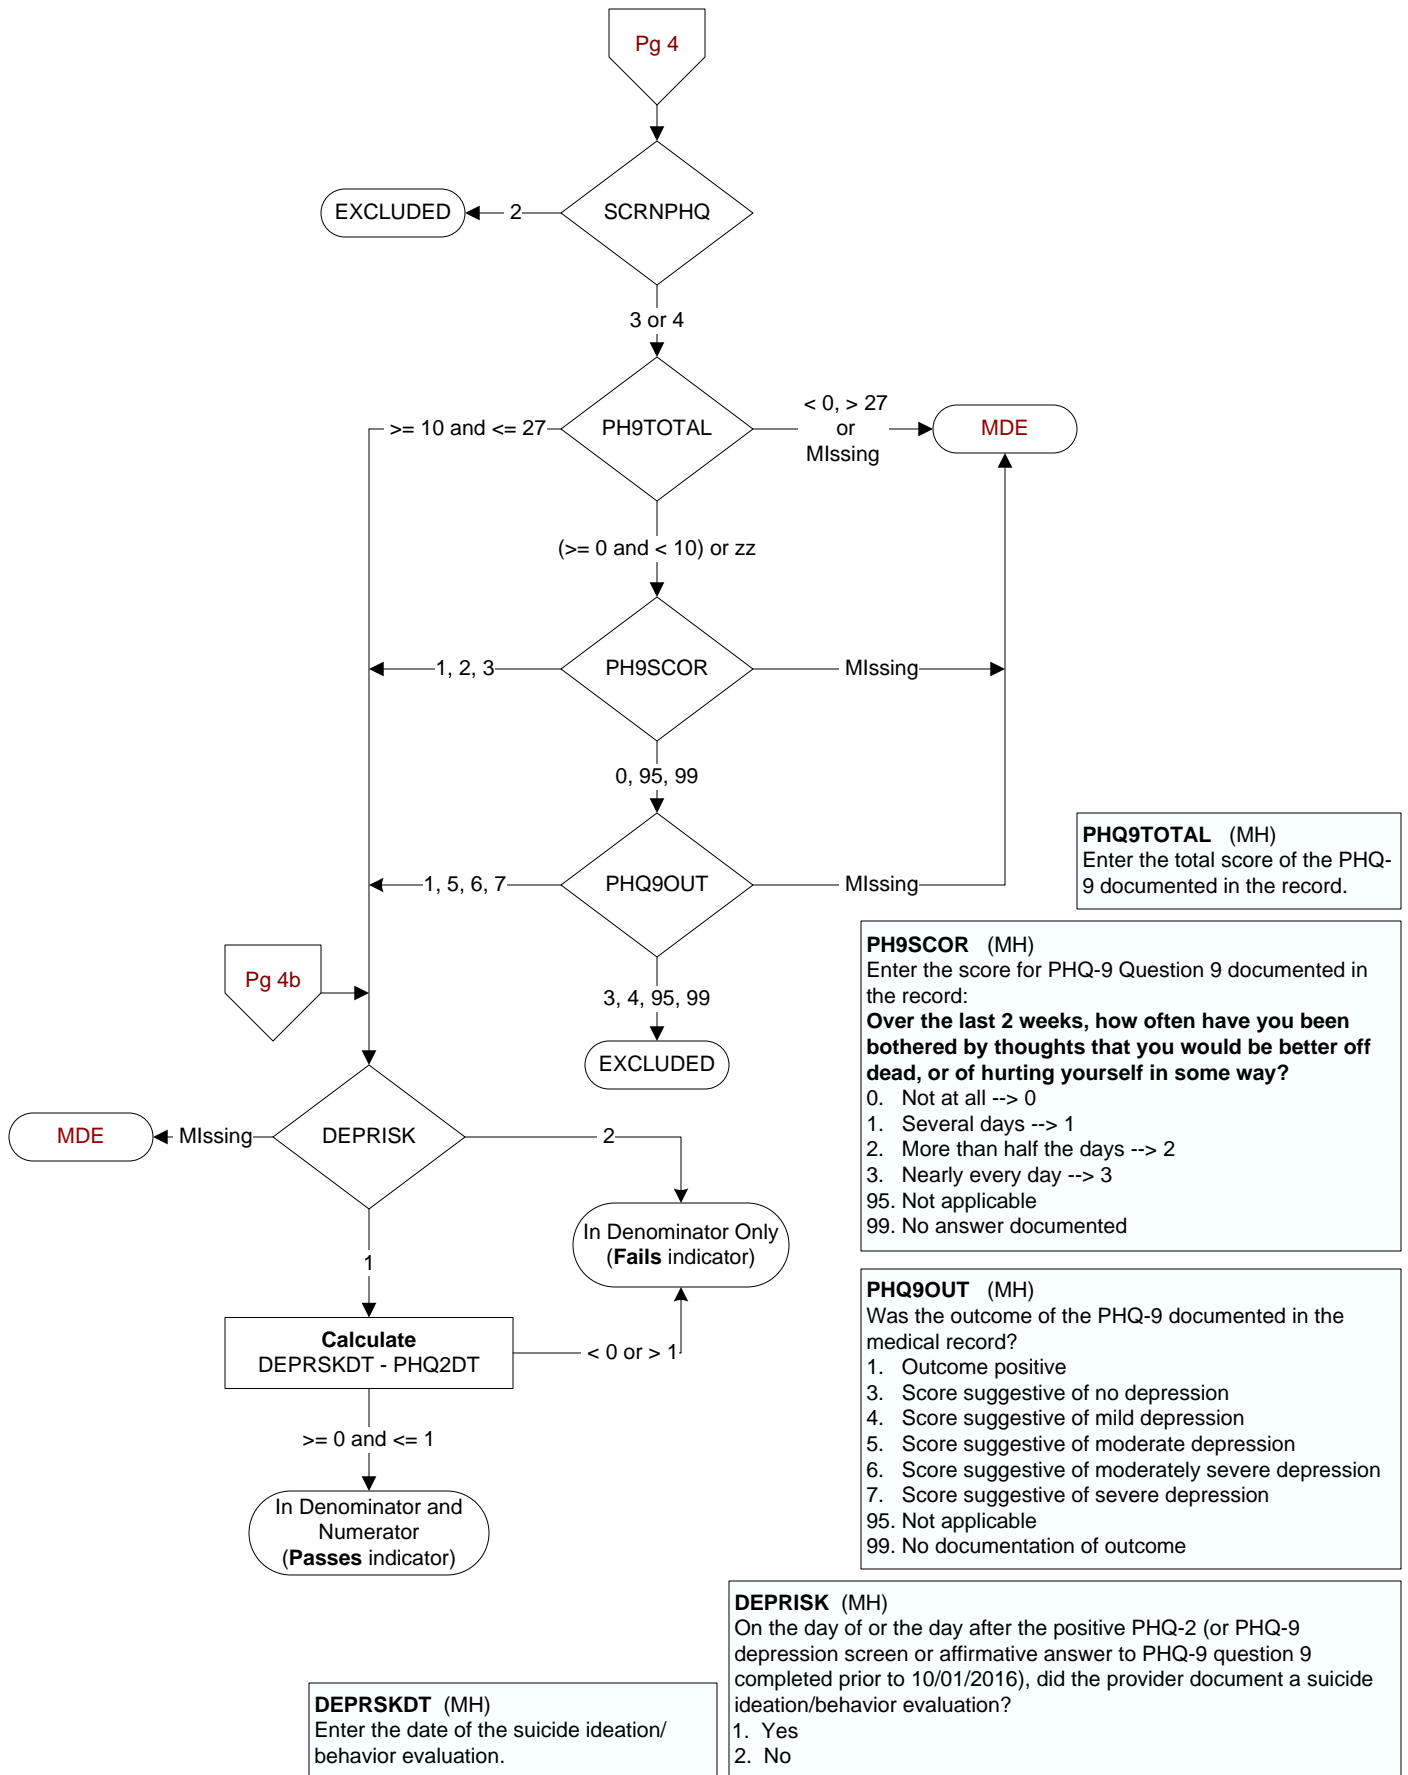 Pg 4
SCRNPHQ
2
EXCLUDED
3 or 4
PH9TOTAL
>= 10 and <= 27
< 0, > 27
or
MIssing
MDE
(>= 0 and < 10) or zz
PH9SCOR
1, 2, 3
MIssing
0, 95, 99
PHQ9OUT
1, 5, 6, 7
MIssing
3, 4, 95, 99
EXCLUDED
Pg 4b
DEPRISK
MIssing
MDE
2
In Denominator Only
(Fails indicator)
1
Calculate
DEPRSKDT - PHQ2DT
< 0 or > 1
>= 0 and <= 1
In Denominator and
Numerator
(Passes indicator)
PHQ9TOTAL (MH)
Enter the total score of the PHQ-
9 documented in the record.
PH9SCOR (MH)
Enter the score for PHQ-9 Question 9 documented in
the record:
Over the last 2 weeks, how often have you been
bothered by thoughts that you would be better off
dead, or of hurting yourself in some way?
0. Not at all --> 0
1. Several days --> 1
2. More than half the days --> 2
3. Nearly every day --> 3
95. Not applicable
99. No answer documented
PHQ9OUT (MH)
Was the outcome of the PHQ-9 documented in the
medical record?
1. Outcome positive
3. Score suggestive of no depression
4. Score suggestive of mild depression
5. Score suggestive of moderate depression
6. Score suggestive of moderately severe depression
7. Score suggestive of severe depression
95. Not applicable
99. No documentation of outcome
DEPRISK (MH)
On the day of or the day after the positive PHQ-2 (or PHQ-9
depression screen or affirmative answer to PHQ-9 question 9
completed prior to 10/01/2016), did the provider document a suicide
ideation/behavior evaluation?
1. Yes
2. No
DEPRSKDT (MH)
Enter the date of the suicide ideation/
behavior evaluation.